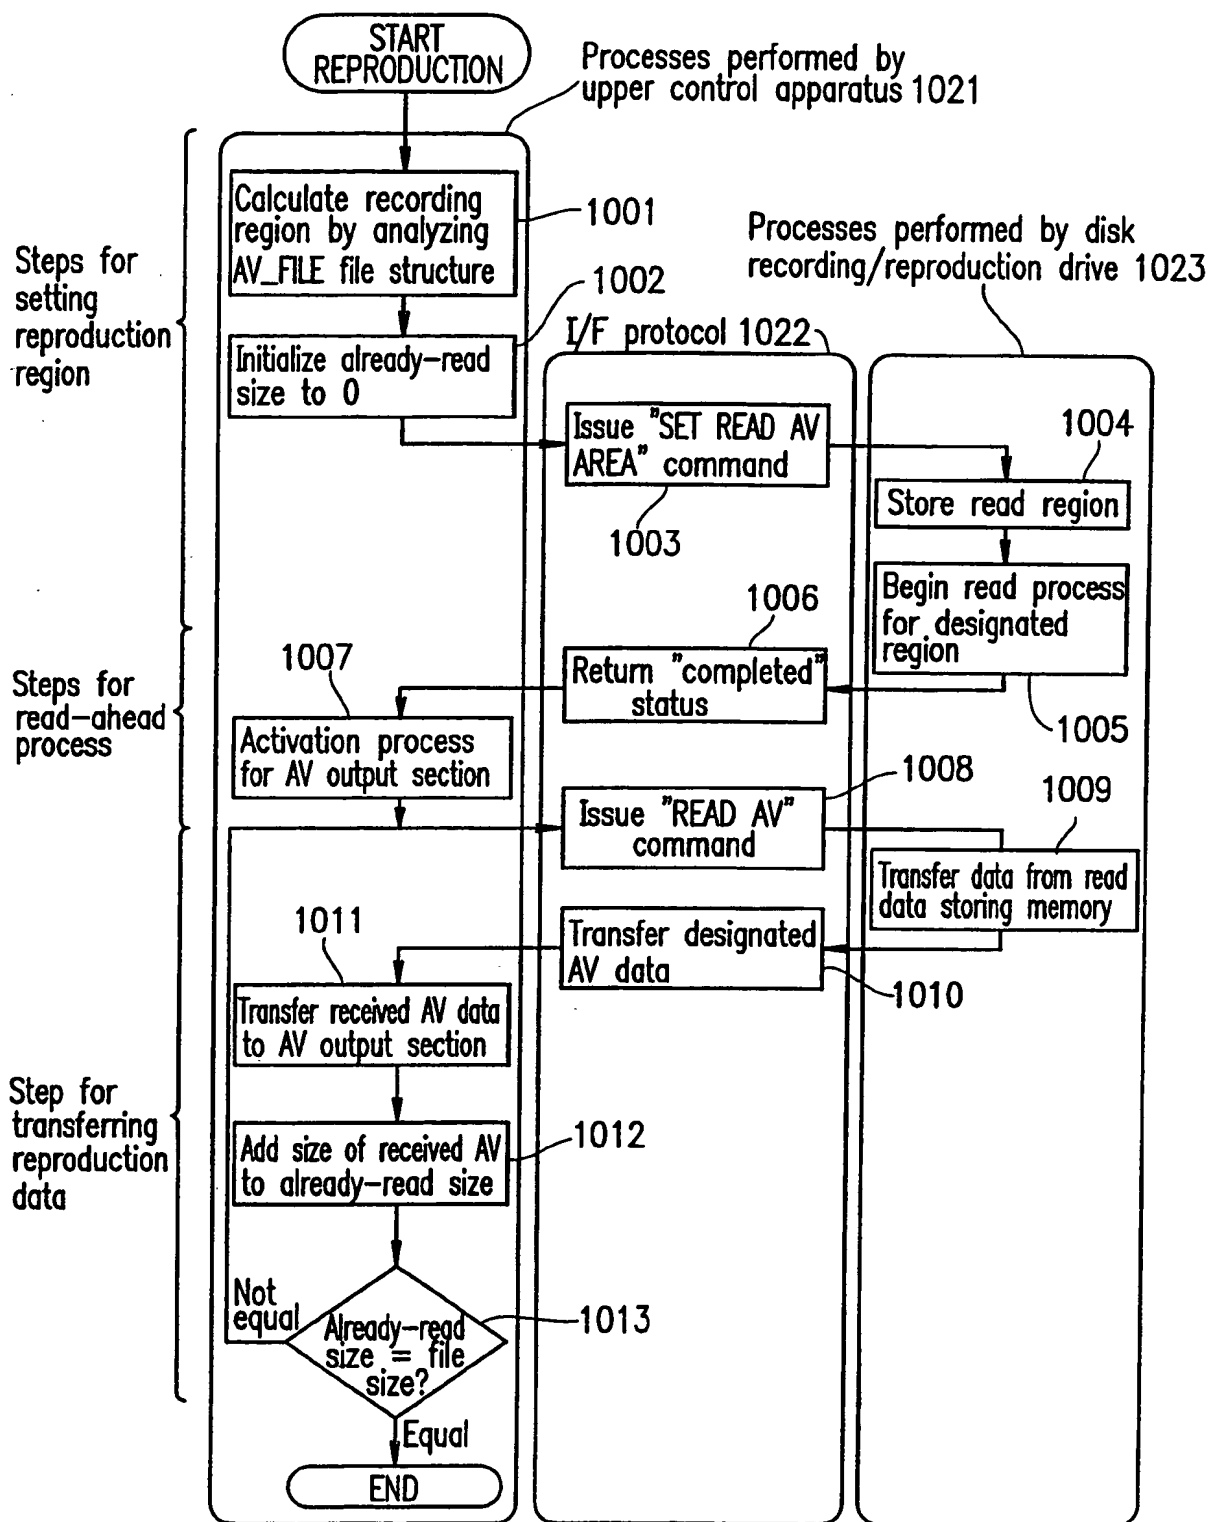 START
REPRODUCTION
Processes performed by
upper control apparatus 1021
Calculate recording
region by analyzing
AV_FILE file structure
1001
Processes performed by disk
recording/reproduction drive 1023
Steps for
setting
reproduction
region
1002
I/F protocol 1022
Initialize already-read
size to 0
Issue "SET READ AV
AREA" command
1003
1004
Store read region
Begin read process
for designated
region
1005
1006
Return "completed"
status
Steps for
read-ahead
process
1007
Activation process
for AV output section
1008
Issue "READ AV"
command
1009
Transfer data from read
data storing memory
Transfer designated
AV data
1010
1011
Transfer received AV data
to AV output section
Step for
transferring
reproduction
data
Add size of received AV
to already-read size
1012
Not
equal
Already-read
size = file
size?
1013
Equal
END